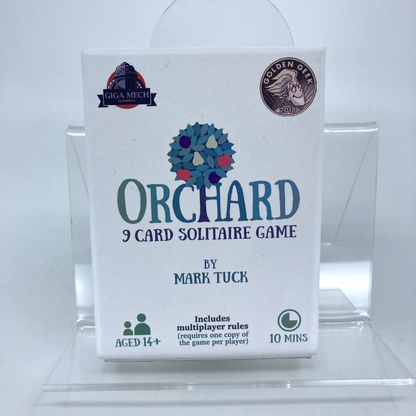 GIGA MECH
GOLDEN GEEK
2018
ORCHARD
9 CARD SOLITAIRE GAME
BY
MARK TUCK
Includes
multiplayer rules
(requires one copy of
the game per player)
AGED 14+
10 MINS